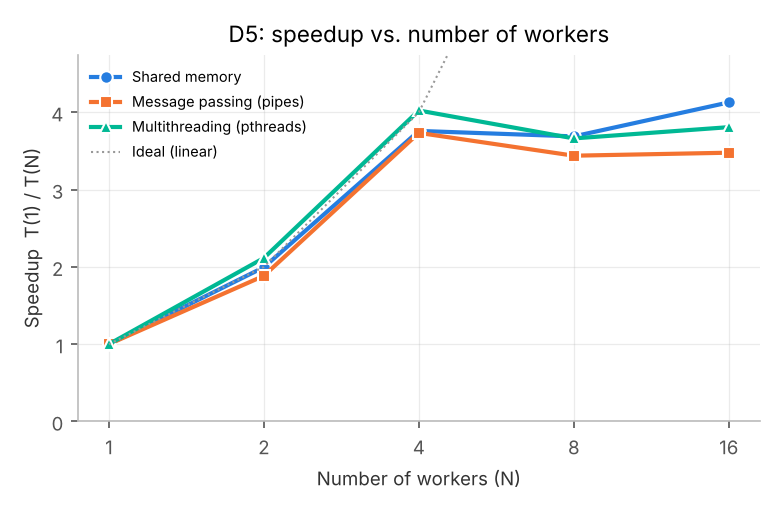 D5: speedup vs. number of workers
Shared memory
Message passing (pipes)
Multithreading (pthreads)
Ideal (linear)
Speedup T(1) / T(N)
4
3
2
1
0
1 2 4 8 16
Number of workers (N)